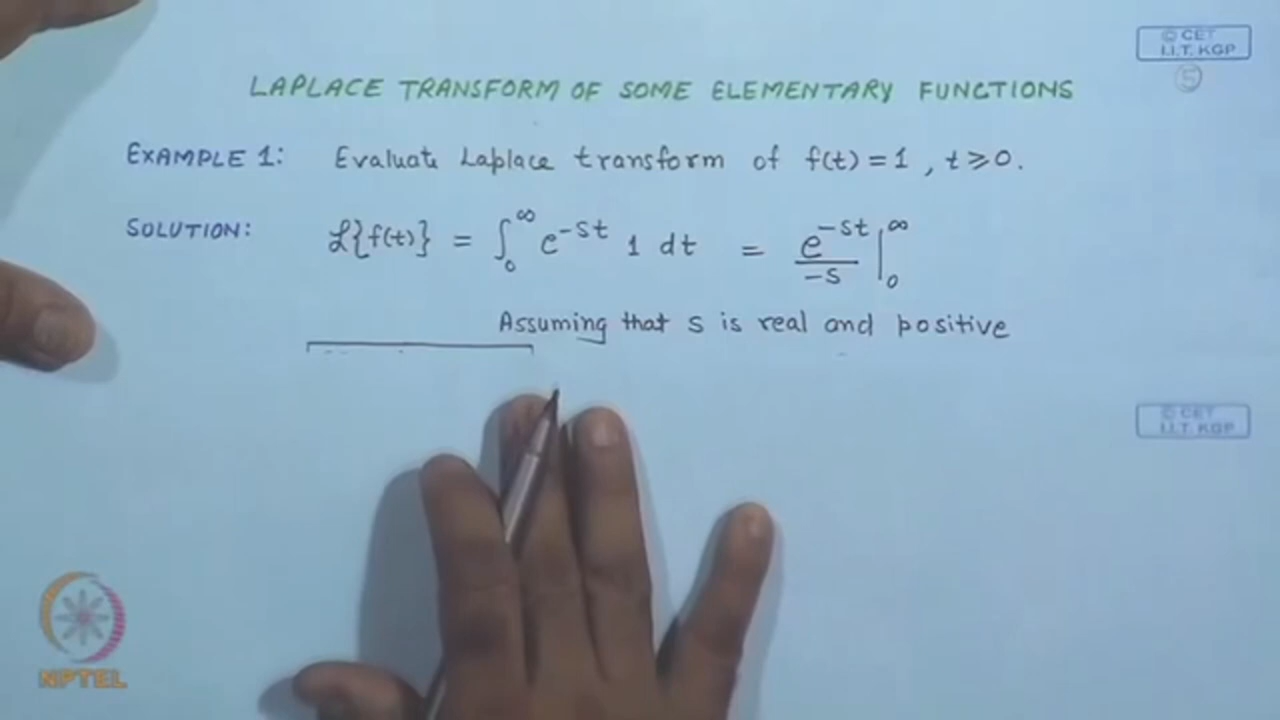 © CET
I.I.T. KGP
5
LAPLACE TRANSFORM OF SOME ELEMENTARY FUNCTIONS
EXAMPLE 1: Evaluate Laplace transform of f(t) = 1 , t ≥ 0.
SOLUTION: ℒ{f(t)} = ∫₀^∞ e^{-st} 1 dt = e^{-st}/-s |₀^∞
Assuming that s is real and positive
© CET
I.I.T. KGP
NPTEL